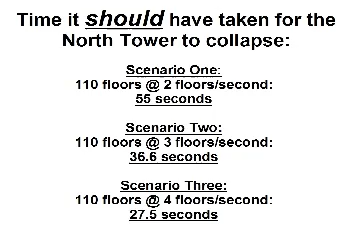 Time it should have taken for the
North Tower to collapse:
Scenario One:
110 floors @ 2 floors/second:
55 seconds
Scenario Two:
110 floors @ 3 floors/second:
36.6 seconds
Scenario Three:
110 floors @ 4 floors/second:
27.5 seconds